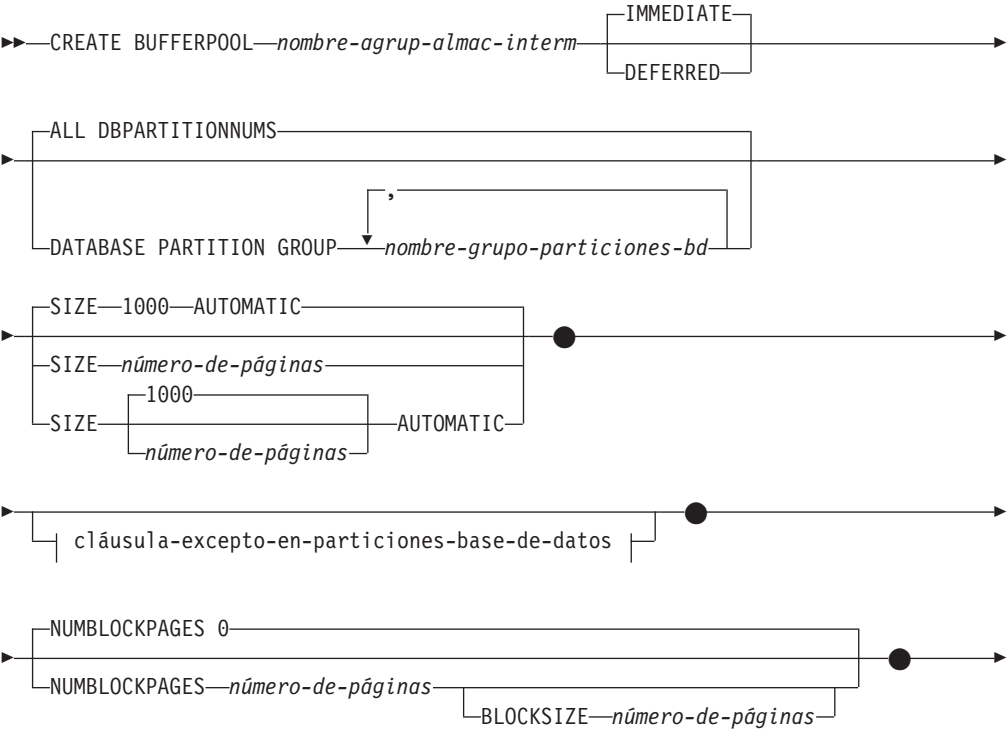 IMMEDIATE
CREATE BUFFERPOOL nombre-agrup-almac-interm
DEFERRED
ALL DBPARTITIONNUMS
,
DATABASE PARTITION GROUP nombre-grupo-particiones-bd
SIZE 1000 AUTOMATIC
SIZE número-de-páginas
1000
SIZE AUTOMATIC
número-de-páginas
cláusula-excepto-en-particiones-base-de-datos
NUMBLOCKPAGES 0
NUMBLOCKPAGES número-de-páginas
BLOCKSIZE número-de-páginas